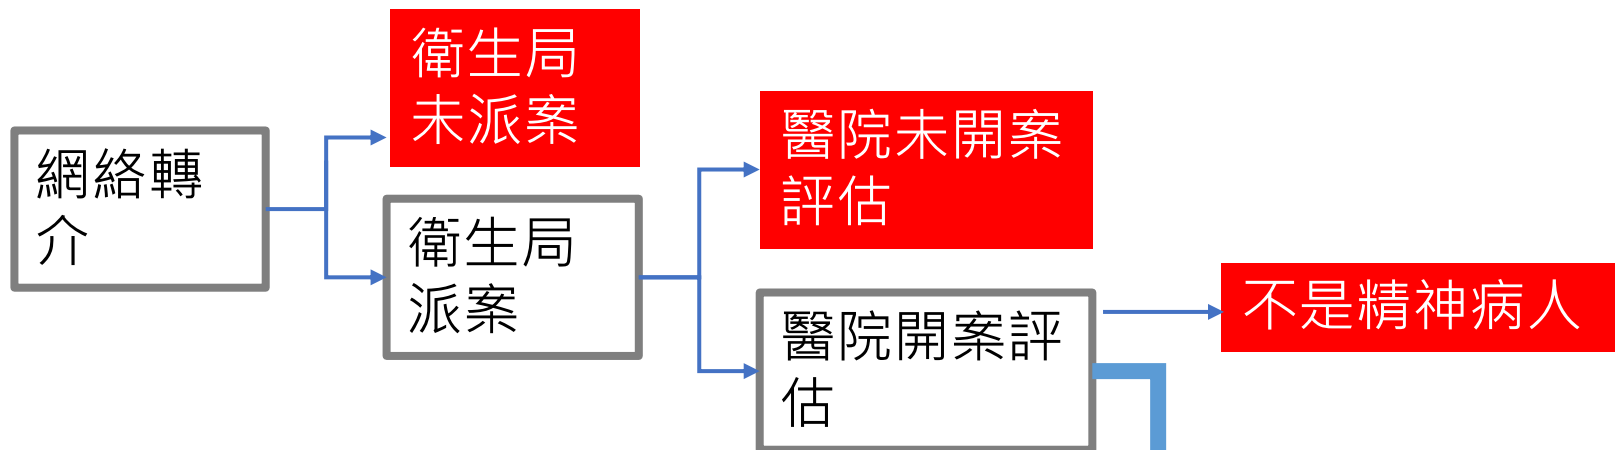 衛生局
未派案
網絡轉
介
衛生局
派案
醫院未開案
評估
醫院開案評
估
不是精神病人